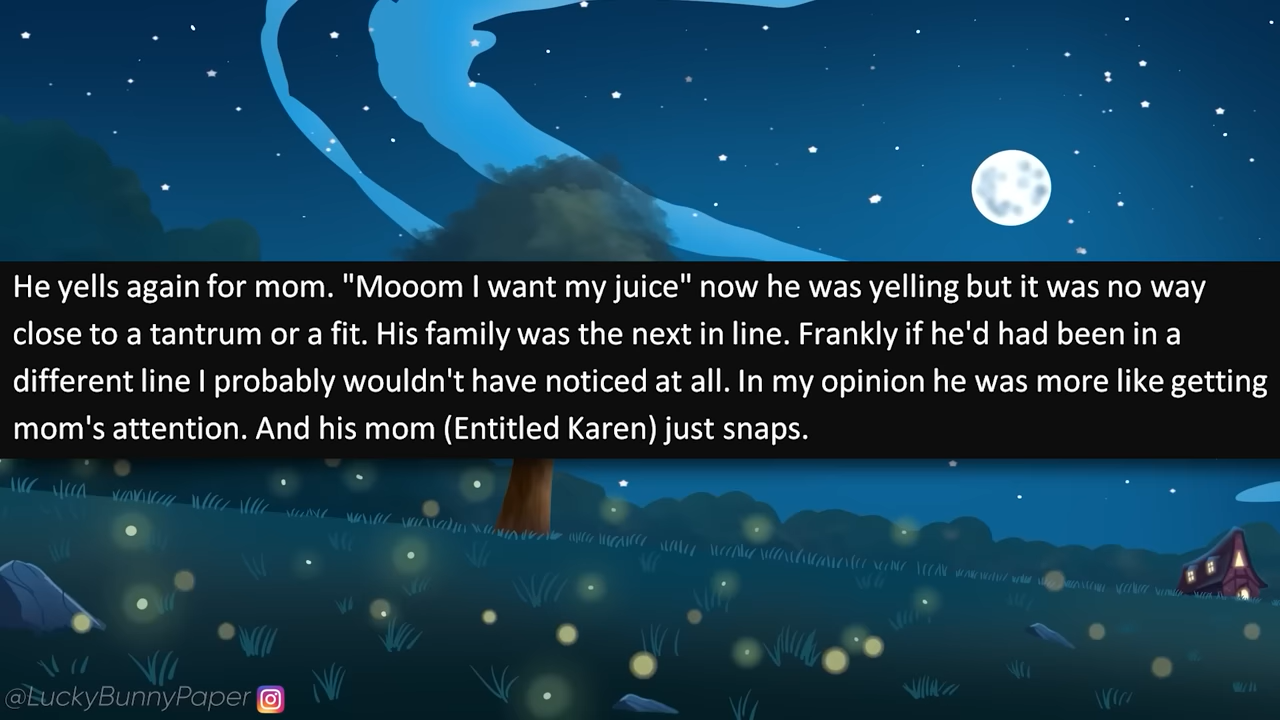 He yells again for mom. "Mooom I want my juice" now he was yelling but it was no way
close to a tantrum or a fit. His family was the next in line. Frankly if he'd had been in a
different line I probably wouldn't have noticed at all. In my opinion he was more like getting
mom's attention. And his mom (Entitled Karen) just snaps.
@LuckyBunnyPaper